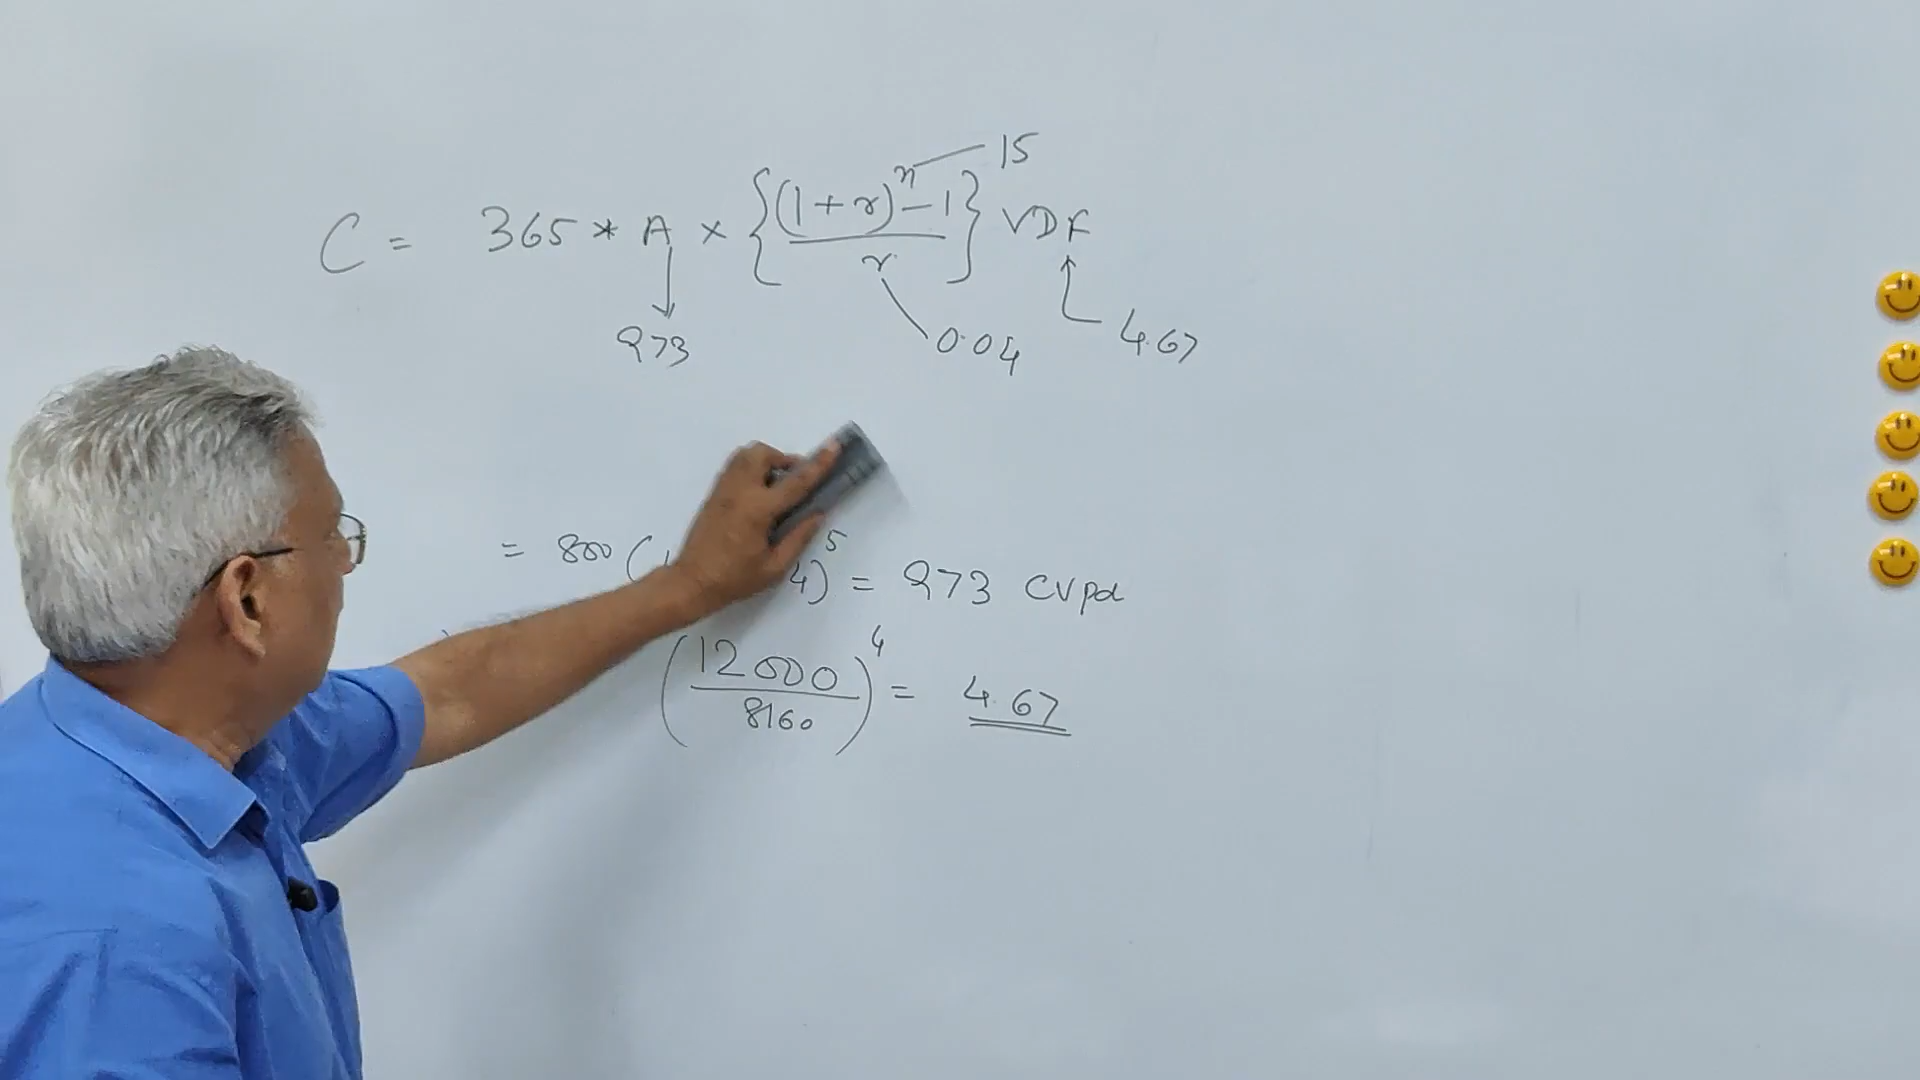 15
C = 365 * A × {((1+r)^n - 1)/r} VDF
973 0.04 4.67
= 800 ( 4)^5 = 973 CVpd
(12000/8160)^4 = 4.67